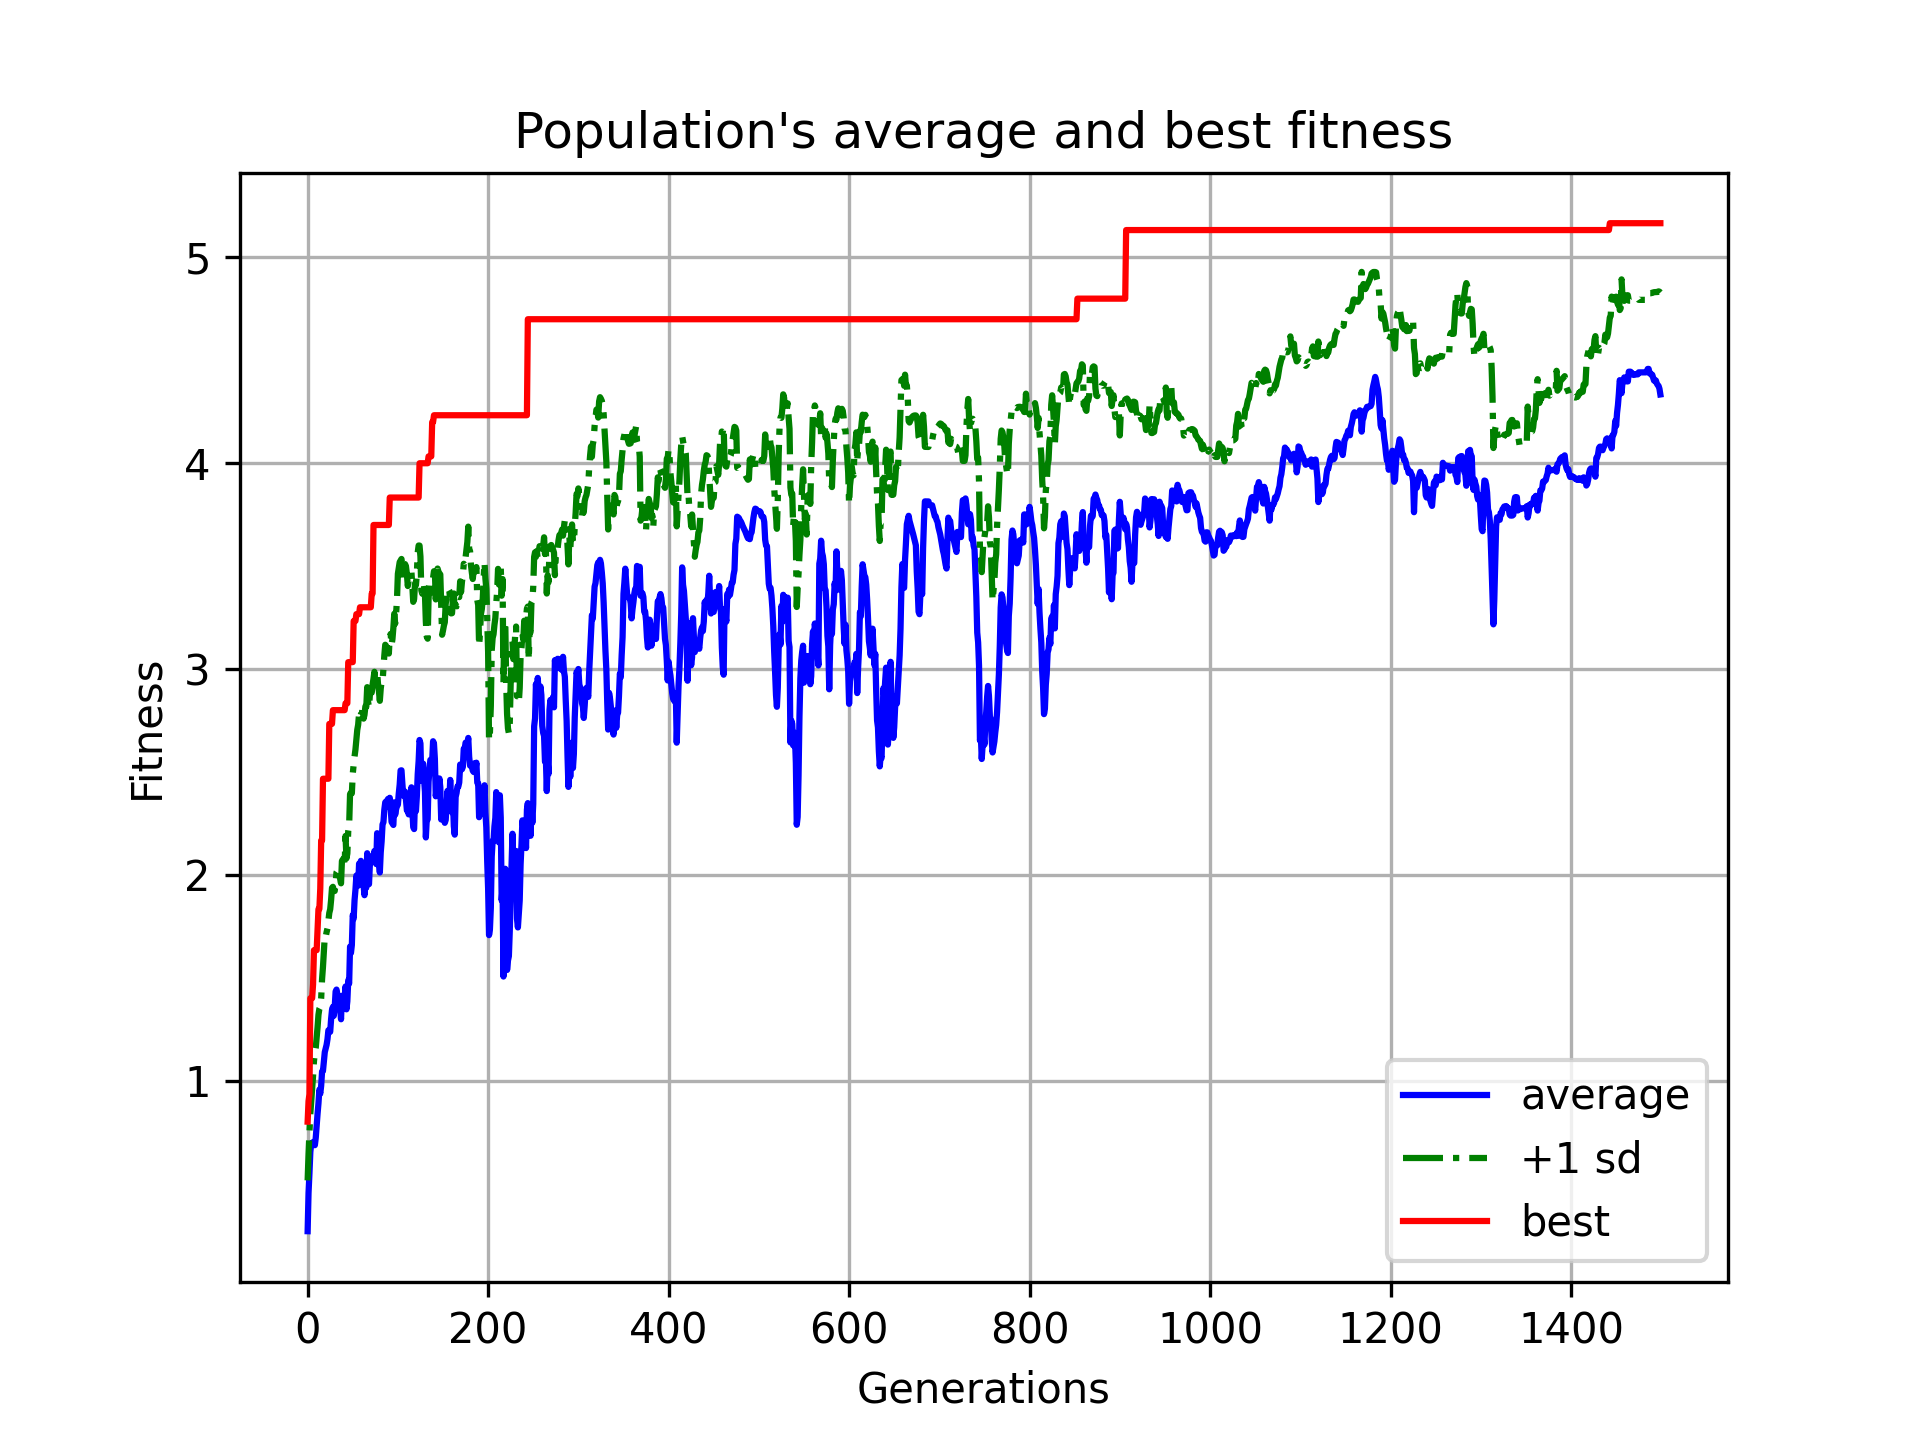 Population's average and best fitness
Fitness
5
4
3
2
1
0 200 400 600 800 1000 1200 1400
Generations
average
+1 sd
best